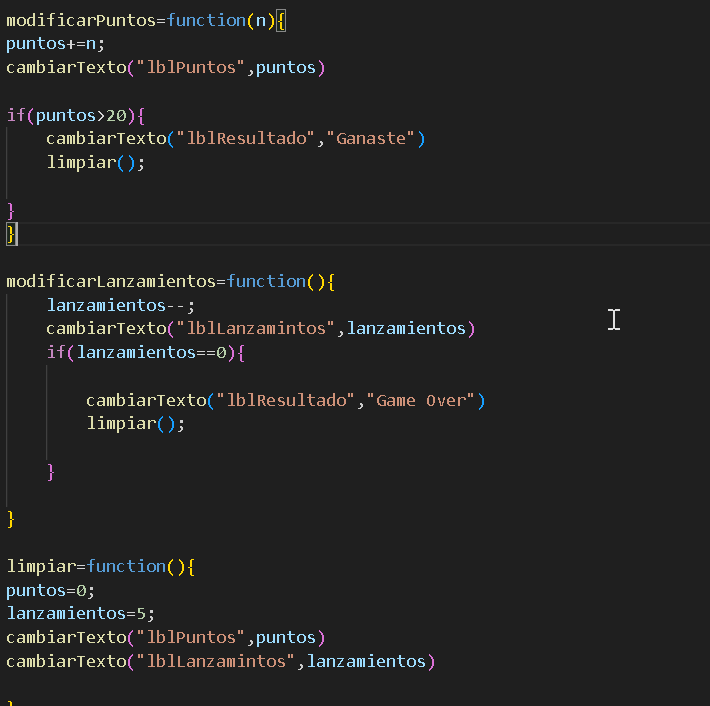 modificarPuntos=function(n){
puntos+=n;
cambiarTexto("lblPuntos",puntos)
if(puntos>20){
cambiarTexto("lblResultado","Ganaste")
limpiar();
}
}
modificarLanzamientos=function(){
lanzamientos--;
cambiarTexto("lblLanzamintos",lanzamientos)
if(lanzamientos==0){
cambiarTexto("lblResultado","Game Over")
limpiar();
}
}
limpiar=function(){
puntos=0;
lanzamientos=5;
cambiarTexto("lblPuntos",puntos)
cambiarTexto("lblLanzamintos",lanzamientos)
}